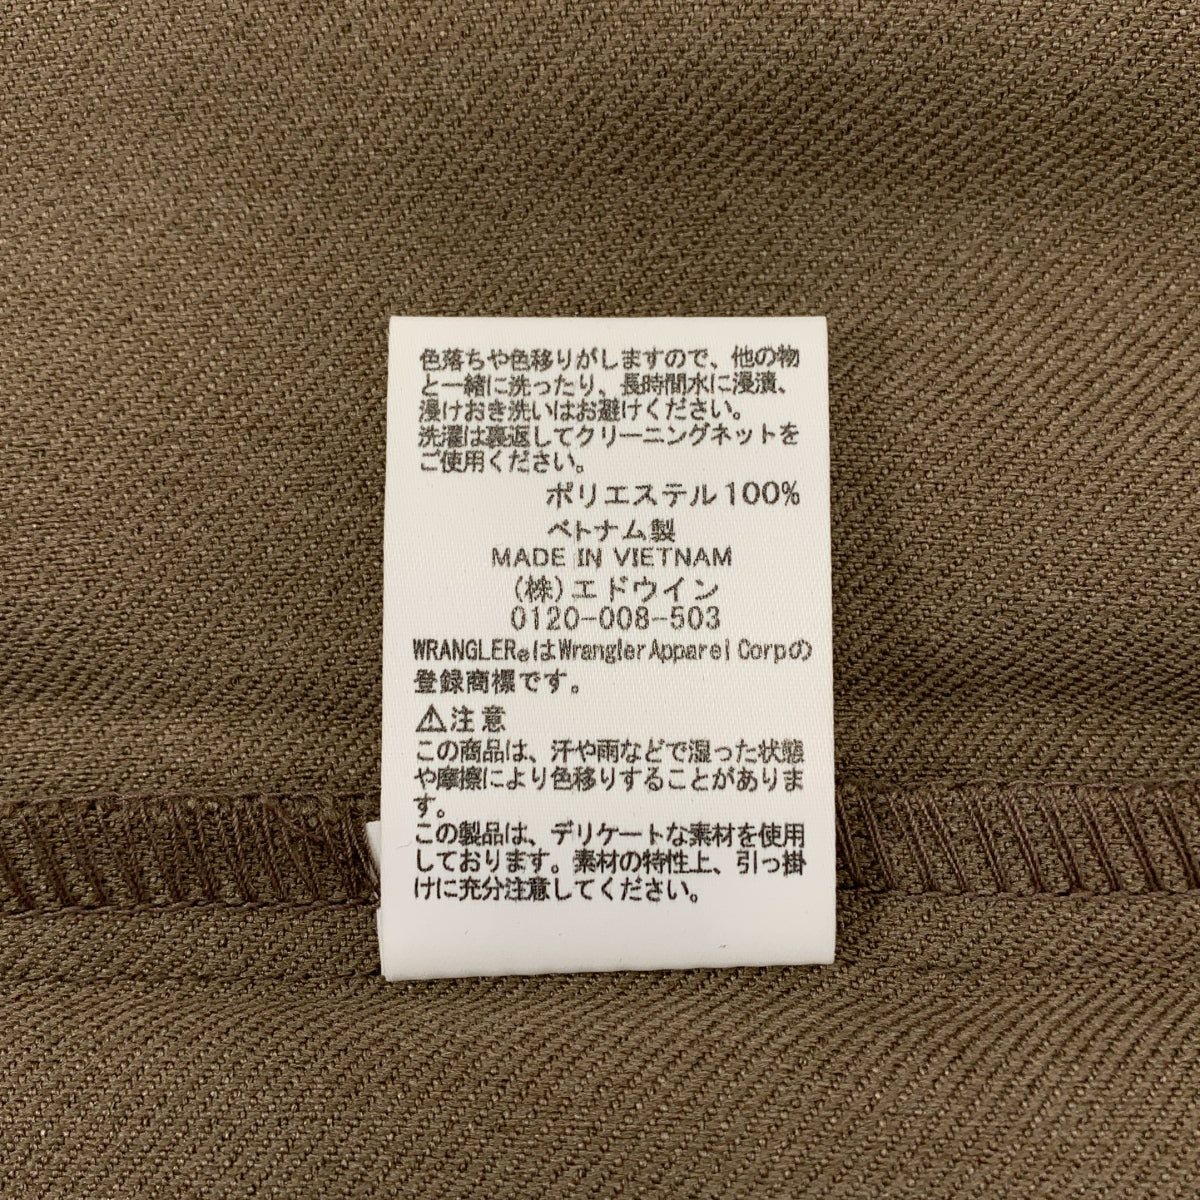 色落ちや色移りがしますので、他の物
と一緒に洗ったり、長時間水に浸漬、
浸けおき洗いはお避けください。
洗濯は裏返してクリーニングネットを
ご使用ください。
ポリエステル100%
ベトナム製
MADE IN VIETNAM
(株)エドウイン
0120-008-503
WRANGLER®はWrangler Apparel Corpの
登録商標です。
⚠注意
この商品は、汗や雨などで湿った状態
や摩擦により色移りすることがありま
す。
この製品は、デリケートな素材を使用
しております。素材の特性上、引っ掛
けに充分注意してください。